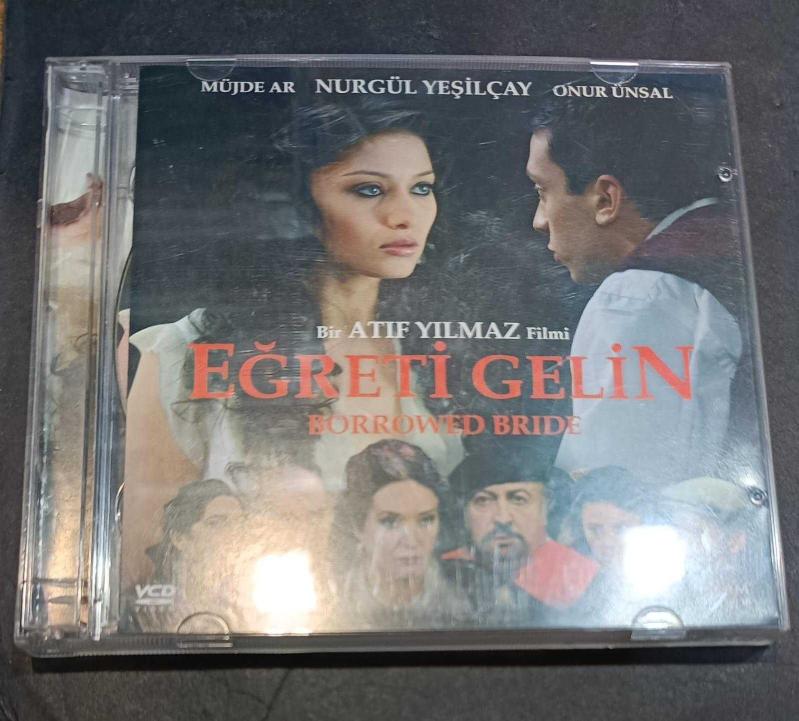 MÜJDE AR NURGÜL YEŞİLÇAY ONUR ÜNSAL
Bir ATIF YILMAZ Filmi
EĞRETİ GELİN
BORROWED BRIDE
VCD